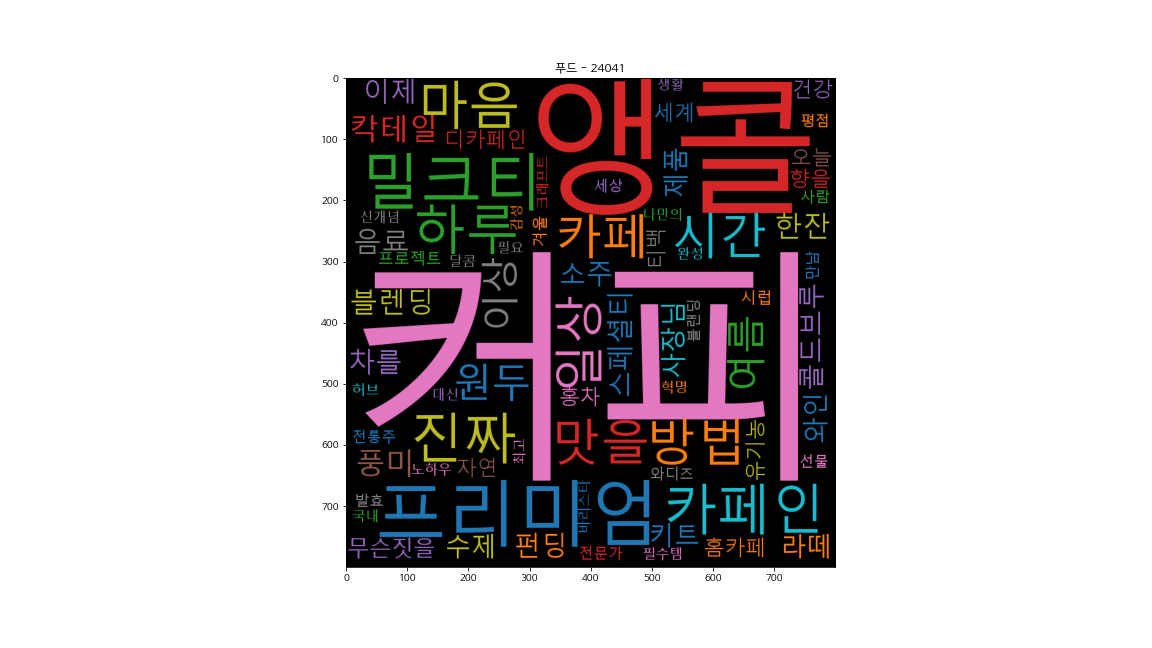 푸드 - 24041
0
100
200
300
400
500
600
700
0
100
200
300
400
500
600
700
이제
마음
앵콜
생활
건강
세계
평점
칵테일
디카페인
크래프트
제품
오늘
향을
세상
사람
밀크티
신개념
하루
감성
겨울
카페
나만의
시간
한잔
음료
필요
티백
완성
프로젝트
달콤
이상
소주
만남
블렌딩
커피
일상
스페셜티
사장님
블랜딩
시럽
여름
콜드브루
차를
원두
허브
대신
홍차
혁명
와인
진짜
맛을
방법
유기농
전통주
최고
풍미
노하우
자연
와디즈
선물
프리미엄
바리스타
카페인
발효
국내
키트
무슨짓을
수제
펀딩
전문가
필수템
홈카페
라떼